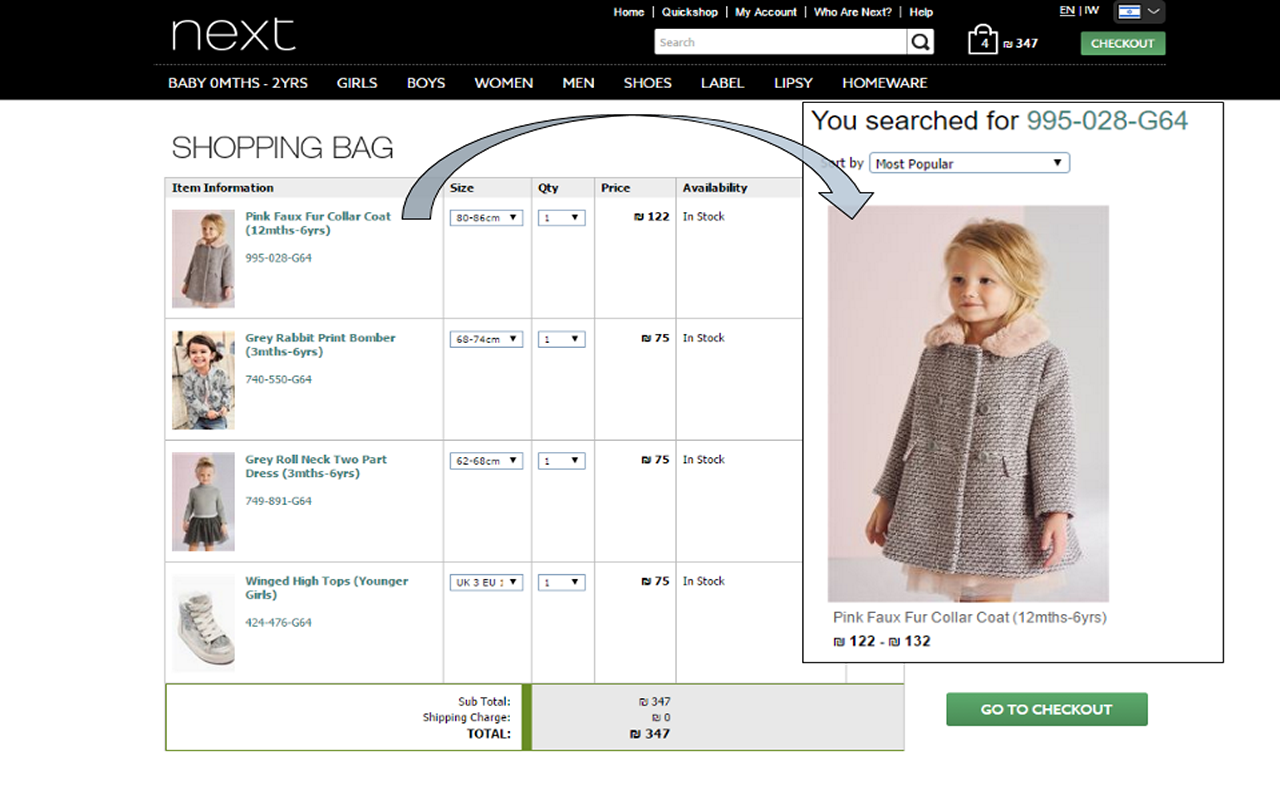 next
Home | Quickshop | My Account | Who Are Next? | Help
EN | IW
Search
4
₪ 347
CHECKOUT
BABY 0MTHS - 2YRS GIRLS BOYS WOMEN MEN SHOES LABEL LIPSY HOMEWARE
SHOPPING BAG
Item Information Size Qty Price Availability
Pink Faux Fur Collar Coat
(12mths-6yrs)
995-028-G64
80-86cm 1 ₪ 122 In Stock
Grey Rabbit Print Bomber
(3mths-6yrs)
740-550-G64
68-74cm 1 ₪ 75 In Stock
Grey Roll Neck Two Part
Dress (3mths-6yrs)
749-891-G64
62-68cm 1 ₪ 75 In Stock
Winged High Tops (Younger
Girls)
424-476-G64
UK 3 EU 1 ₪ 75 In Stock
Sub Total: ₪ 347
Shipping Charge: ₪ 0
TOTAL: ₪ 347
You searched for 995-028-G64
Sort by Most Popular
Pink Faux Fur Collar Coat (12mths-6yrs)
₪ 122 - ₪ 132
GO TO CHECKOUT